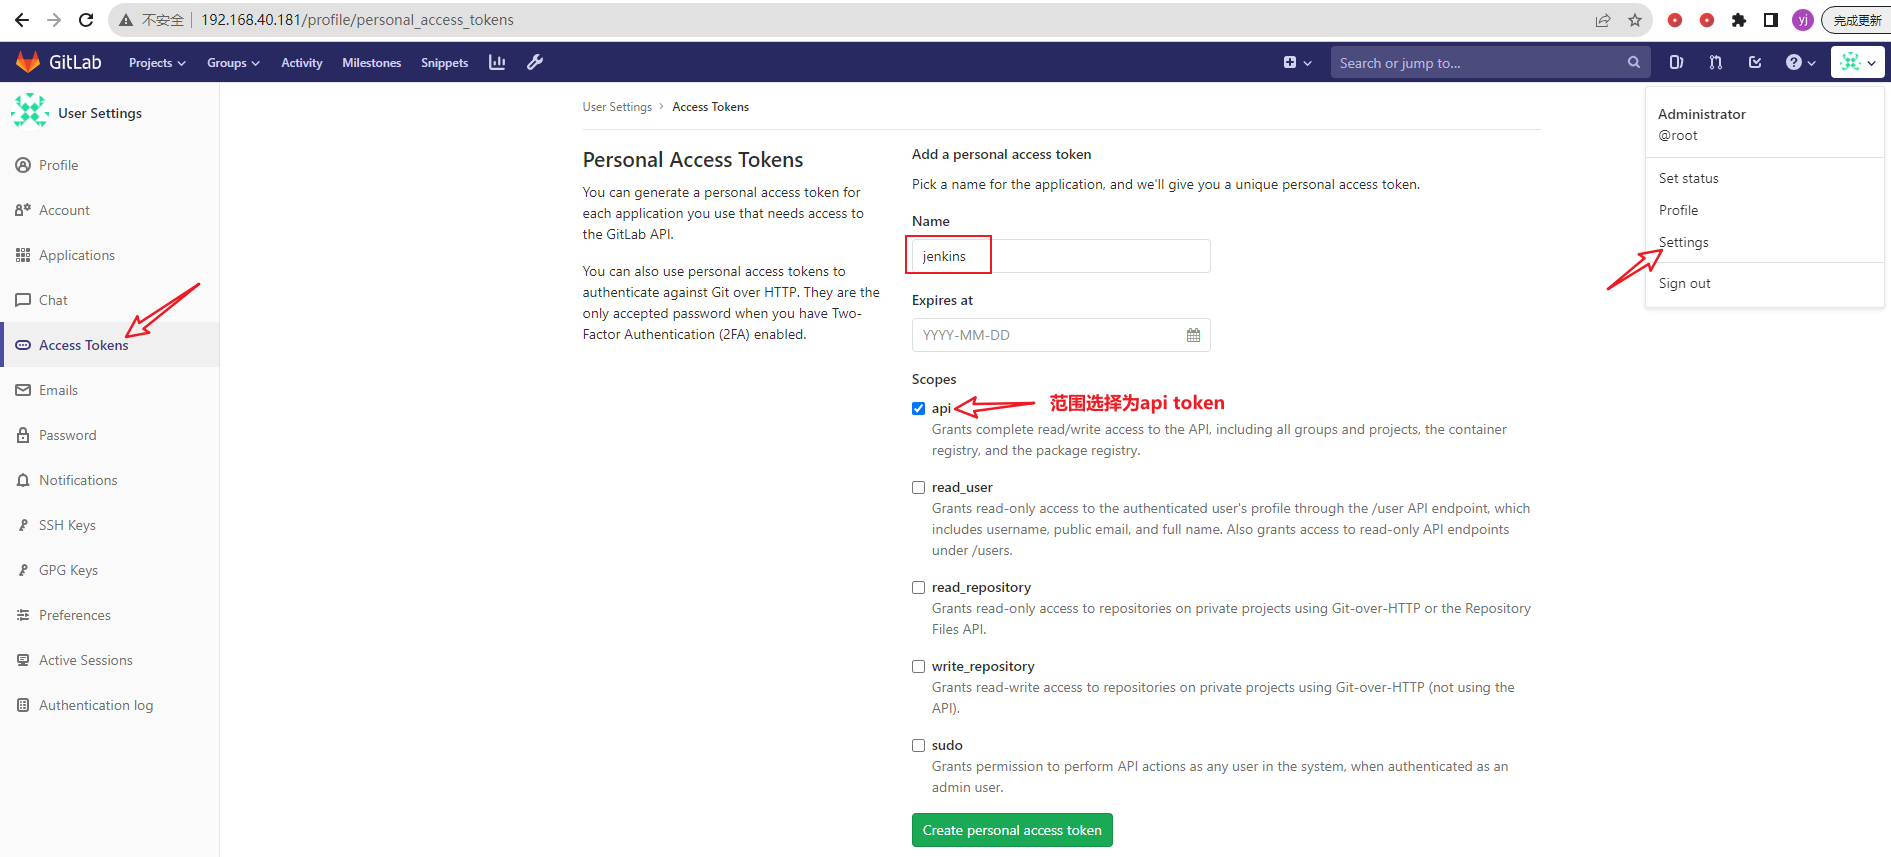 不安全 192.168.40.181/profile/personal_access_tokens yj 完成更新
GitLab Projects Groups Activity Milestones Snippets Search or jump to...
User Settings
Profile
Account
Applications
Chat
Access Tokens
Emails
Password
Notifications
SSH Keys
GPG Keys
Preferences
Active Sessions
Authentication log
User Settings > Access Tokens
Personal Access Tokens
You can generate a personal access token for
each application you use that needs access to
the GitLab API.
You can also use personal access tokens to
authenticate against Git over HTTP. They are the
only accepted password when you have Two-
Factor Authentication (2FA) enabled.
Add a personal access token
Pick a name for the application, and we'll give you a unique personal access token.
Name
jenkins
Expires at
YYYY-MM-DD
Scopes
api
范围选择为api token
Grants complete read/write access to the API, including all groups and projects, the container
registry, and the package registry.
read_user
Grants read-only access to the authenticated user's profile through the /user API endpoint, which
includes username, public email, and full name. Also grants access to read-only API endpoints
under /users.
read_repository
Grants read-only access to repositories on private projects using Git-over-HTTP or the Repository
Files API.
write_repository
Grants read-write access to repositories on private projects using Git-over-HTTP (not using the
API).
sudo
Grants permission to perform API actions as any user in the system, when authenticated as an
admin user.
Create personal access token
Administrator
@root
Set status
Profile
Settings
Sign out